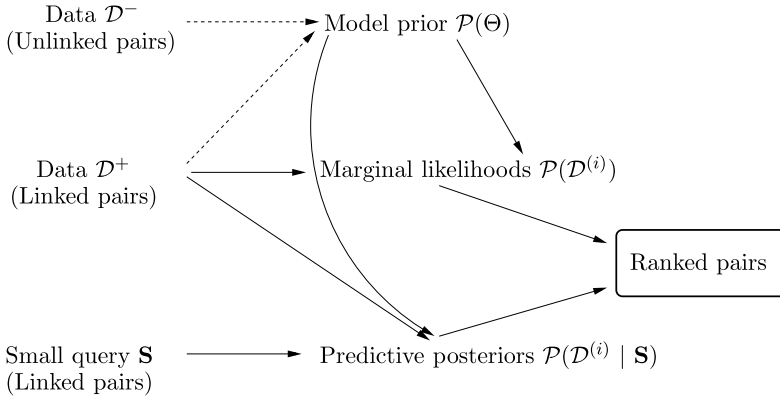 Data 𝒟⁻
(Unlinked pairs)
Model prior 𝒫(Θ)
Data 𝒟⁺
(Linked pairs)
Marginal likelihoods 𝒫(𝒟⁽ⁱ⁾)
Ranked pairs
Small query 𝐒
(Linked pairs)
Predictive posteriors 𝒫(𝒟⁽ⁱ⁾ | 𝐒)